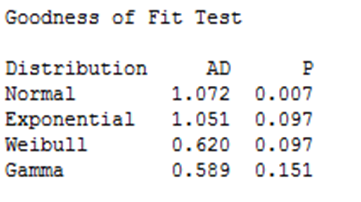 Goodness of Fit Test
Distribution AD P
Normal 1.072 0.007
Exponential 1.051 0.097
Weibull 0.620 0.097
Gamma 0.589 0.151